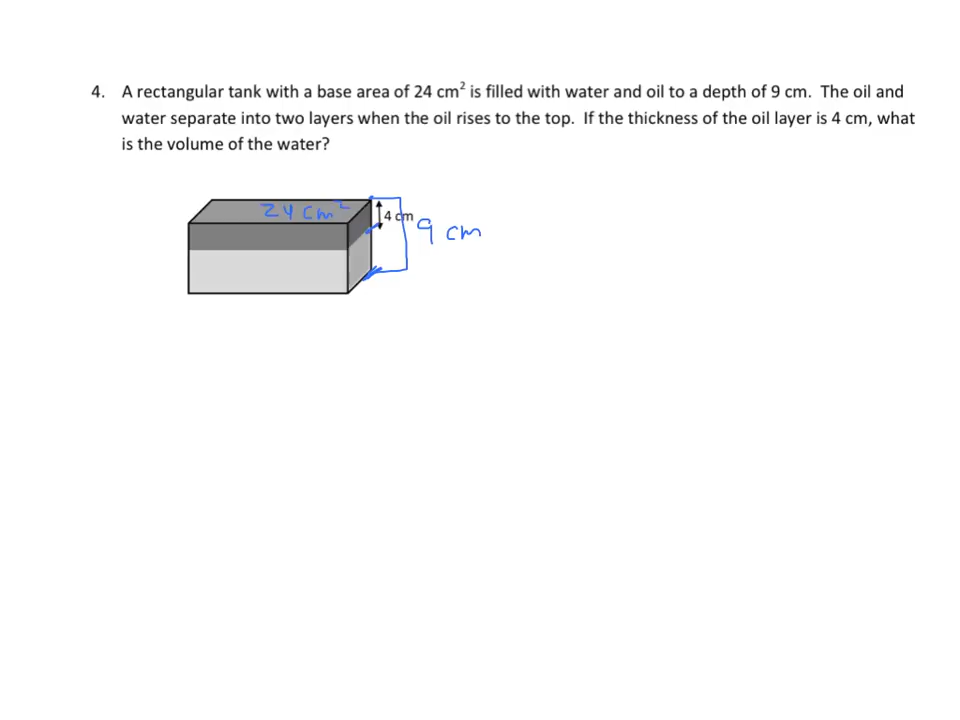 4. A rectangular tank with a base area of 24 cm² is filled with water and oil to a depth of 9 cm. The oil and
water separate into two layers when the oil rises to the top. If the thickness of the oil layer is 4 cm, what
is the volume of the water?
24 cm²
4 cm
9 cm